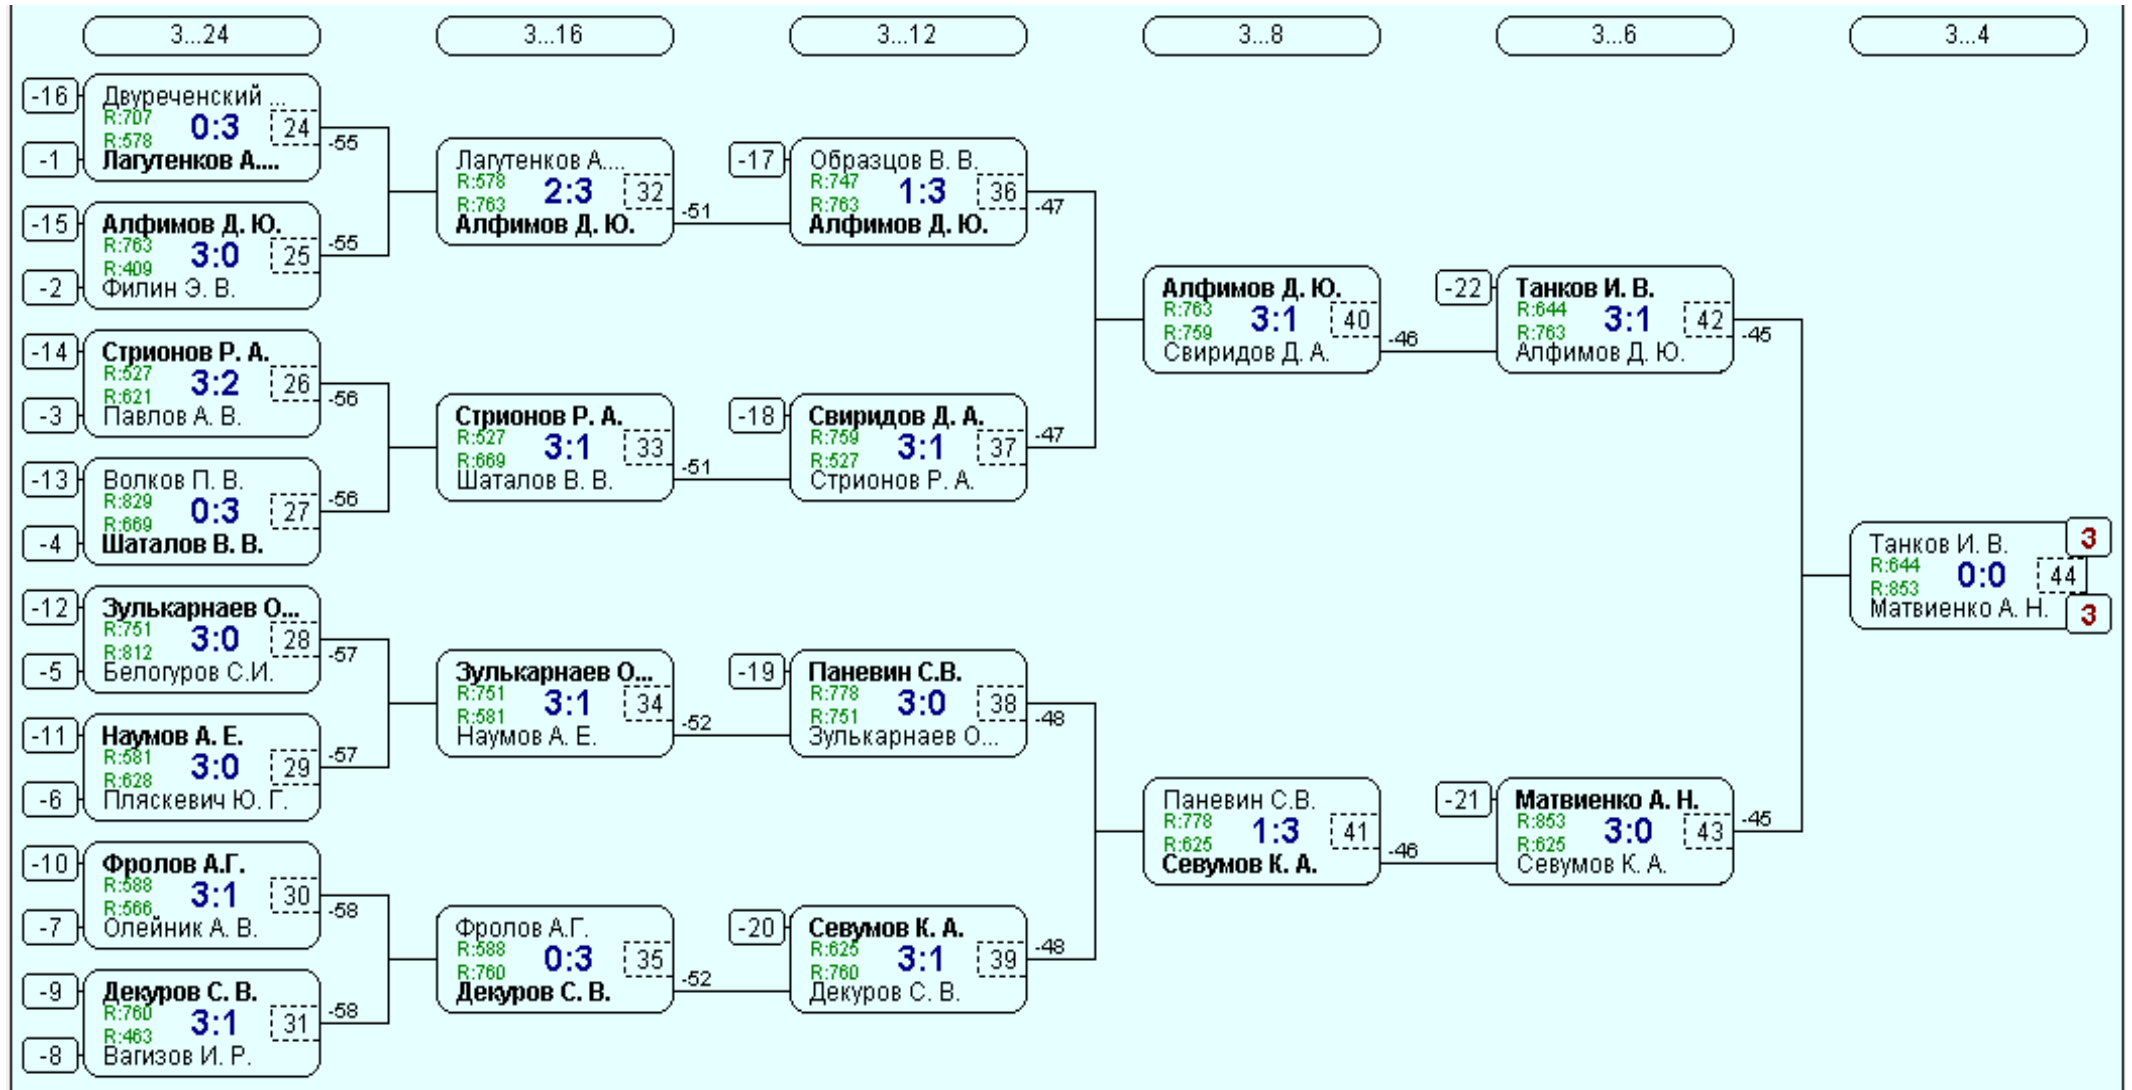 3...24
3...16
3...12
3...8
3...6
3...4
-16
Двуреченский ...
R:707
0:3
24
R:578
-1
Лагутенков А....
-55
-15
Алфимов Д. Ю.
R:763
3:0
25
R:409
-2
Филин Э. В.
-55
-14
Стрионов Р. А.
R:527
3:2
26
R:621
-3
Павлов А. В.
-56
-13
Волков П. В.
R:829
0:3
27
R:669
-4
Шаталов В. В.
-56
-12
Зулькарнаев О...
R:751
3:0
28
R:812
-5
Белогуров С.И.
-57
-11
Наумов А. Е.
R:581
3:0
29
R:628
-6
Пляскевич Ю. Г.
-57
-10
Фролов А.Г.
R:588
3:1
30
R:566
-7
Олейник А. В.
-58
-9
Декуров С. В.
R:760
3:1
31
R:463
-8
Вагизов И. Р.
-58
Лагутенков А....
R:578
2:3
32
R:763
Алфимов Д. Ю.
-51
Стрионов Р. А.
R:527
3:1
33
R:669
Шаталов В. В.
-51
Зулькарнаев О...
R:751
3:1
34
R:581
Наумов А. Е.
-52
Фролов А.Г.
R:588
0:3
35
R:760
Декуров С. В.
-52
-17
Образцов В. В.
R:747
1:3
36
R:763
Алфимов Д. Ю.
-47
-18
Свиридов Д. А.
R:759
3:1
37
R:527
Стрионов Р. А.
-47
-19
Паневин С.В.
R:778
3:0
38
R:751
Зулькарнаев О...
-48
-20
Севумов К. А.
R:625
3:1
39
R:760
Декуров С. В.
-48
Алфимов Д. Ю.
R:763
3:1
40
R:759
Свиридов Д. А.
-46
Паневин С.В.
R:778
1:3
41
R:625
Севумов К. А.
-46
-22
Танков И. В.
R:644
3:1
42
R:763
Алфимов Д. Ю.
-45
-21
Матвиенко А. Н.
R:853
3:0
43
R:625
Севумов К. А.
-45
Танков И. В.
3
R:644
0:0
44
R:853
Матвиенко А. Н.
3